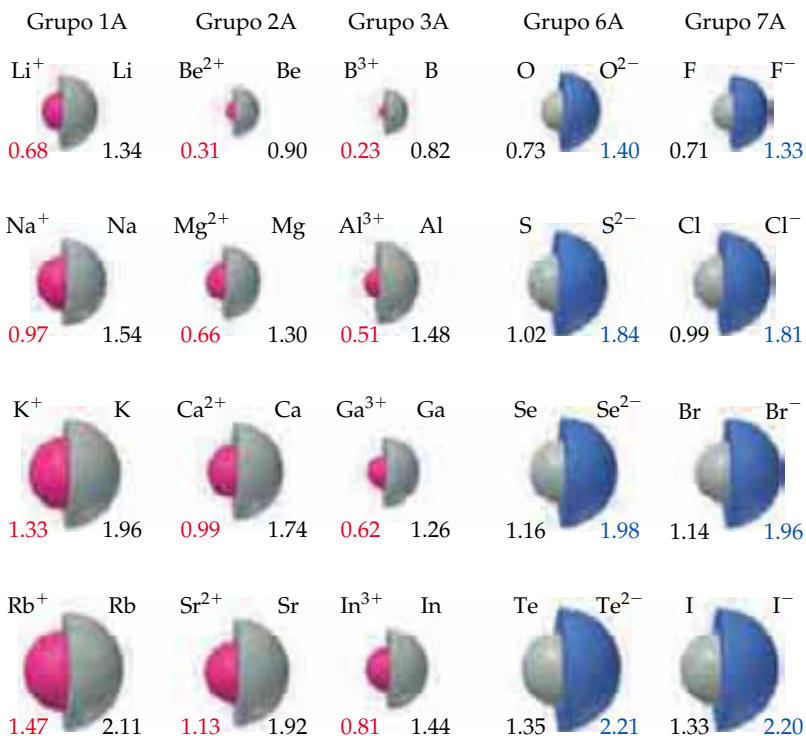 Grupo 1A Grupo 2A Grupo 3A Grupo 6A Grupo 7A
Li⁺ Li Be²⁺ Be B³⁺ B O O²⁻ F F⁻
0.68 1.34 0.31 0.90 0.23 0.82 0.73 1.40 0.71 1.33
Na⁺ Na Mg²⁺ Mg Al³⁺ Al S S²⁻ Cl Cl⁻
0.97 1.54 0.66 1.30 0.51 1.48 1.02 1.84 0.99 1.81
K⁺ K Ca²⁺ Ca Ga³⁺ Ga Se Se²⁻ Br Br⁻
1.33 1.96 0.99 1.74 0.62 1.26 1.16 1.98 1.14 1.96
Rb⁺ Rb Sr²⁺ Sr In³⁺ In Te Te²⁻ I I⁻
1.47 2.11 1.13 1.92 0.81 1.44 1.35 2.21 1.33 2.20